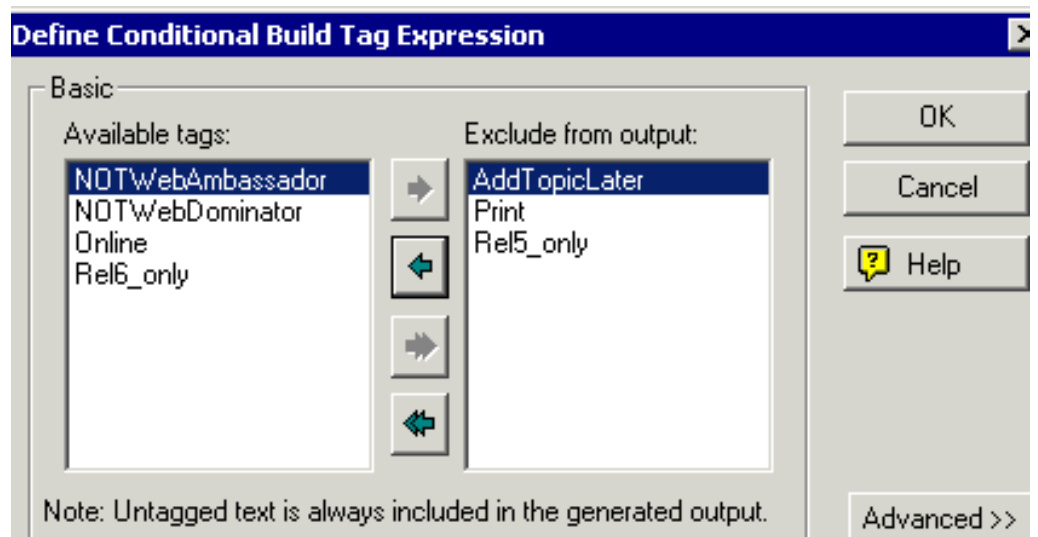 Define Conditional Build Tag Expression
Basic
Available tags:
NOTWebAmbassador
NOTWebDominator
Online
Rel6_only
Exclude from output:
AddTopicLater
Print
Rel5_only
OK
Cancel
Help
Note: Untagged text is always included in the generated output.
Advanced >>